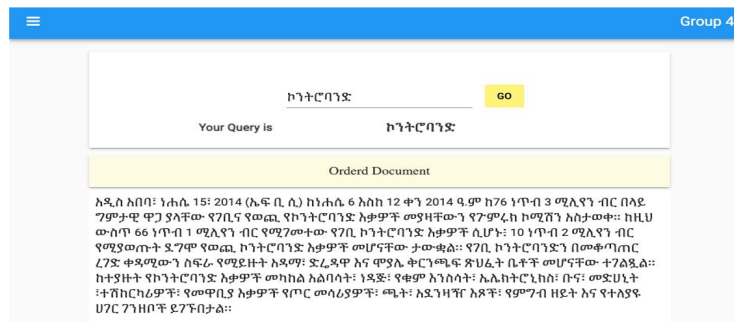 Group 4
ኮንትሮባንድ
GO
Your Query is ኮንትሮባንድ
Orderd Document
አዲስ አበባ፣ ነሐሴ 15፣ 2014 (ኤፍ ቢ ሲ) ከነሐሴ 6 እስከ 12 ቀን 2014 ዓ.ም ከ76 ነጥብ 3 ሚሊየን ብር በላይ
ግምታዊ ዋጋ ያላቸው የገቢና የወጪ የኮንትሮባንድ እቃዎች መያዛቸውን የጉምሩክ ኮሚሽን አስታወቀ። ከዚህ
ውስጥ 66 ነጥብ 1 ሚሊየን ብር የሚገመተው የገቢ ኮንትሮባንድ እቃዎች ሲሆኑ፣ 10 ነጥብ 2 ሚሊየን ብር
የሚያወጡት ደግሞ የወጪ ኮንትሮባንድ እቃዎች መሆናቸው ታውቋል። የገቢ ኮንትሮባንድን በመቆጣጠር
ረገድ ቀዳሚውን ስፍራ የሚይዙት አዳማ፣ ድሬዳዋ እና ሞያሌ ቅርንጫፍ ጽህፈት ቤቶች መሆናቸው ተገልጿል።
ከተያዙት የኮንትሮባንድ እቃዎች መካከል አልባሳት፣ ነዳጅ፣ የቁም እንስሳት፣ ኤሌክትሮኒክስ፣ ቡና፣ መድሀኒት
፣ተሽከርካሪዎች፣ የመዋቢያ እቃዎች የጦር መሳሪያዎች፣ ጫት፣ አደንዛዥ እጾች፣ የምግብ ዘይት እና የተለያዩ
ሀገር ገንዘቦች ይገኙበታል።